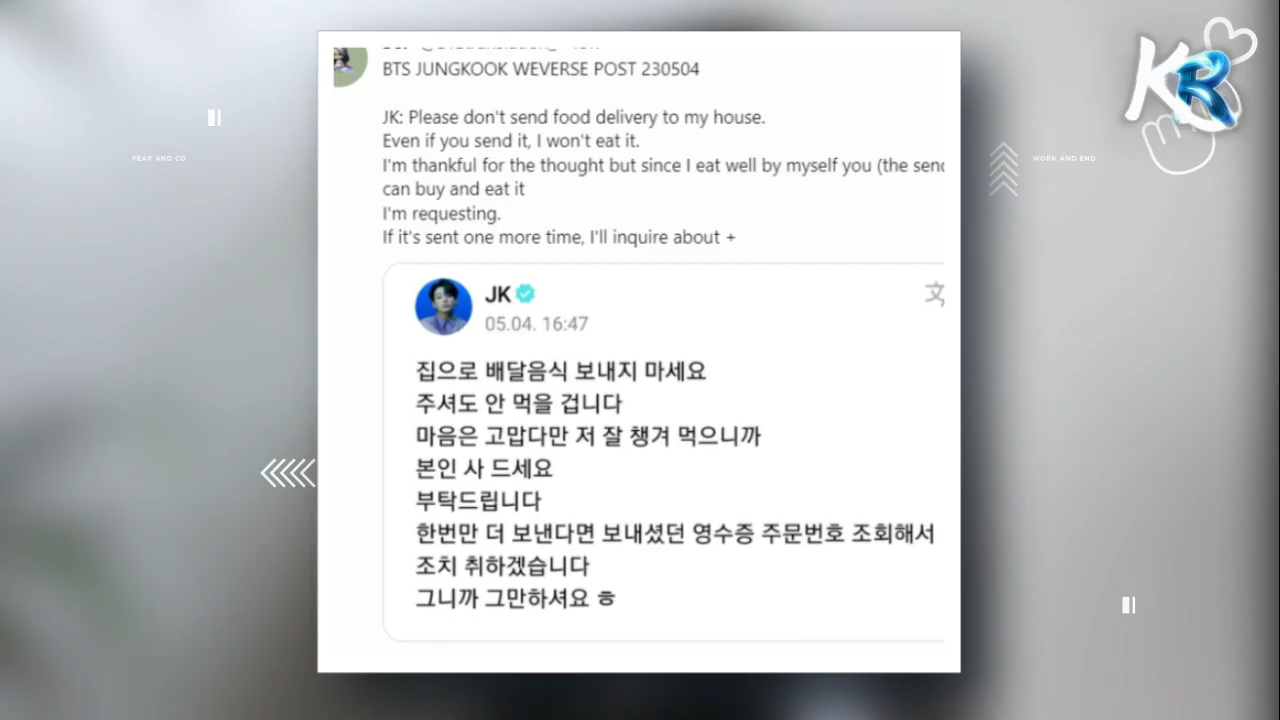 BTS JUNGKOOK WEVERSE POST 230504
JK: Please don't send food delivery to my house.
Even if you send it, I won't eat it.
I'm thankful for the thought but since I eat well by myself you (the
can buy and eat it
I'm requesting.
If it's sent one more time, I'll inquire about +
JK
05.04. 16:47
집으로 배달음식 보내지 마세요
주셔도 안 먹을 겁니다
마음은 고맙다만 저 잘 챙겨 먹으니까
본인 사 드세요
부탁드립니다
한번만 더 보낸다면 보내셨던 영수증 주문번호 조회해서
조치 취하겠습니다
그니까 그만하셔요 ㅎ
FEAR AND CO
WORK AND END
KR